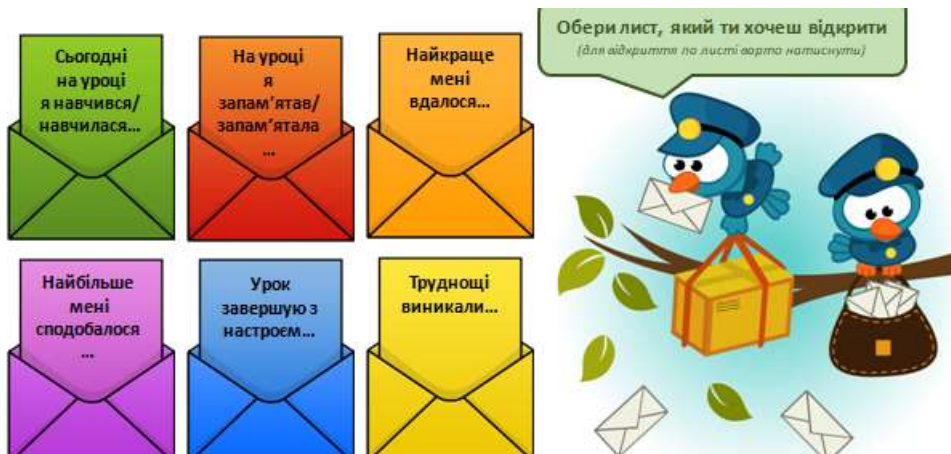 Сьогодні
на уроці
я навчився/
навчилася...
На уроці
я
запам'ятав/
запам'ятала
...
Найкраще
мені
вдалося...
Обери лист, який ти хочеш відкрити
(для відкриття по листі варто натиснути)
Найбільше
мені
сподобалося
...
Урок
завершую з
настроєм...
Труднощі
виникали...